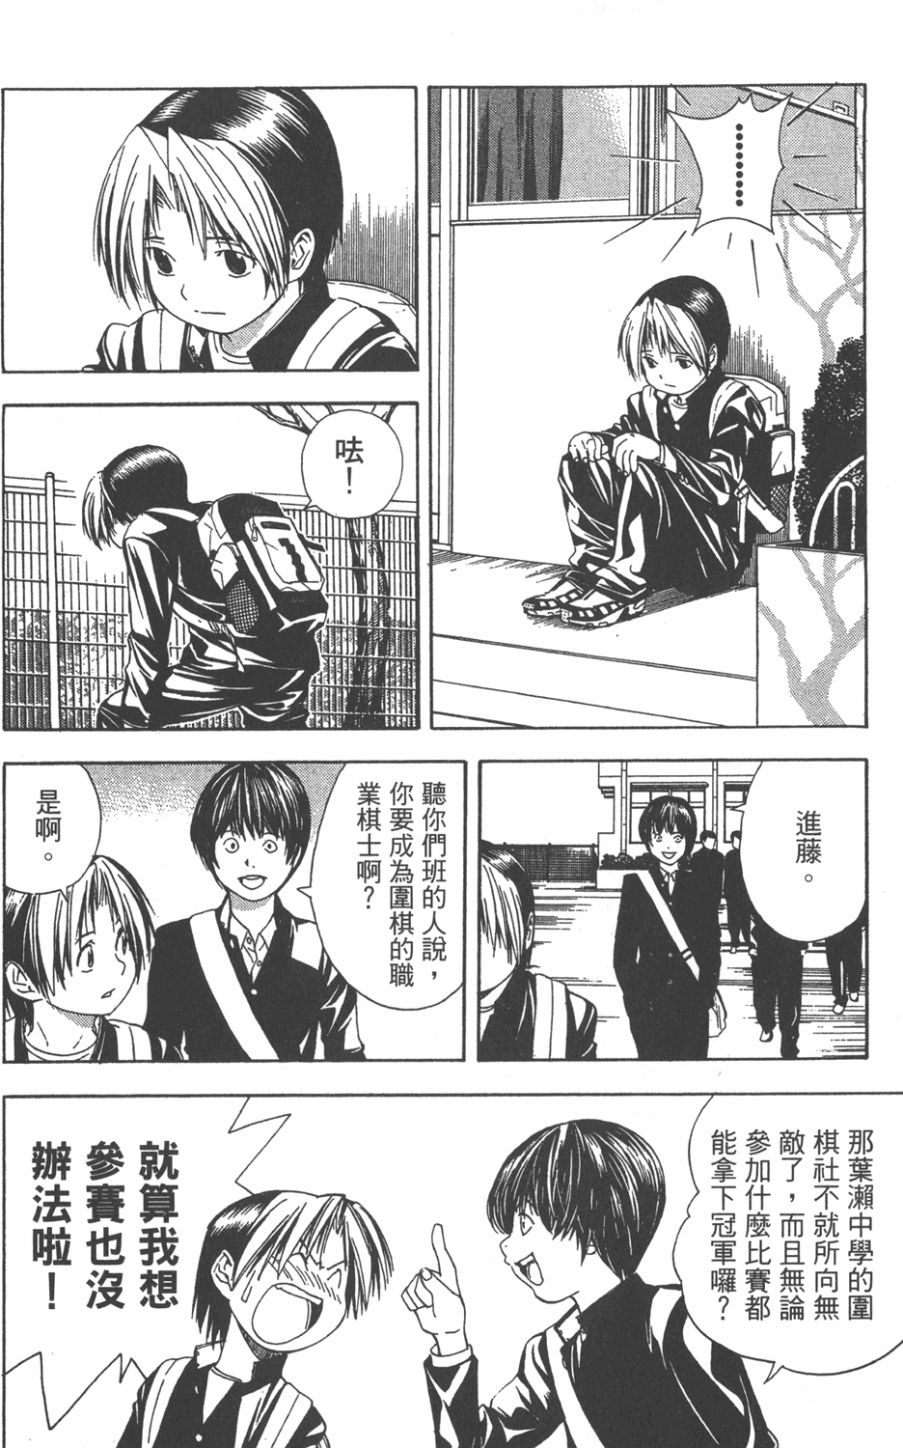 ………
呿！
進藤。
聽你們班的人說，
你要成為圍棋的職
業棋士啊？
是啊。
那葉瀨中學的圍
棋社不就所向無
敵了，而且無論
參加什麼比賽都
能拿下冠軍囉？
就算我想
參賽也沒
辦法啦！